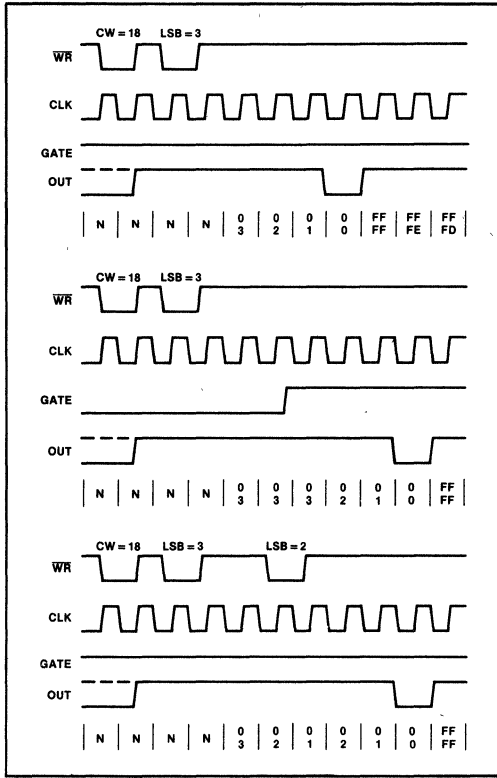 CW = 18 LSB = 3
WR
CLK
GATE
OUT
N N N N 0 0 0 0 FF FF FF
3 2 1 0 FF FE FD
CW = 18 LSB = 3
WR
CLK
GATE
OUT
N N N N 0 0 0 0 0 0 FF
3 3 3 2 1 0 FF
CW = 18 LSB = 3 LSB = 2
WR
CLK
GATE
OUT
N N N N 0 0 0 0 0 0 FF
3 2 1 2 1 0 FF